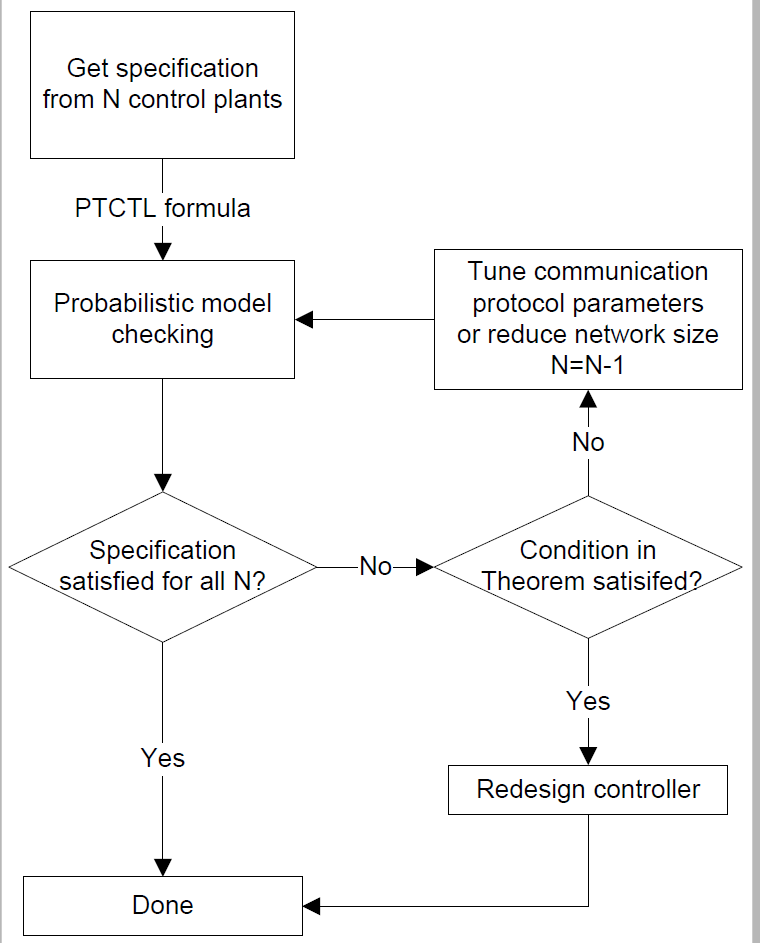 Get specification
from N control plants
PTCTL formula
Probabilistic model
checking
Tune communication
protocol parameters
or reduce network size
N=N-1
No
Specification
satisfied for all N?
No
Condition in
Theorem satisifed?
Yes
Yes
Redesign controller
Done